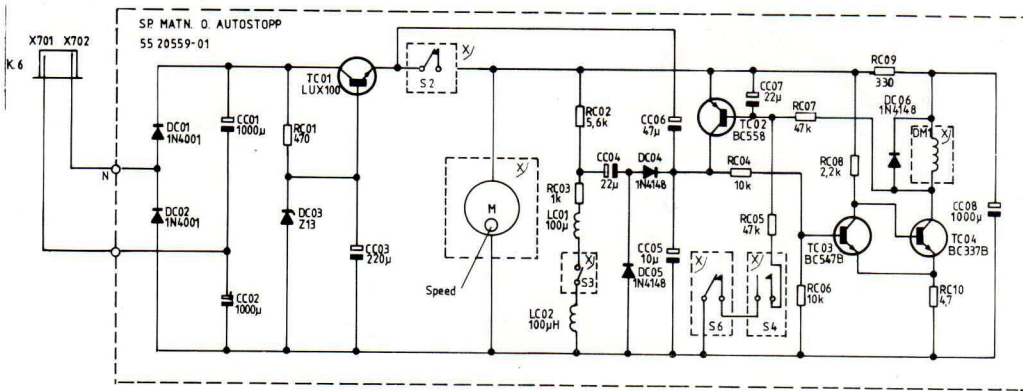 SP. MATN. O. AUTOSTOPP
55 20559-01
X701 X702
K.6
N
DC01
1N4001
DC02
1N4001
CC01
1000µ
CC02
1000µ
RC01
470
DC03
Z13
TC01
LUX100
CC03
220µ
S2
X)
X)
M
Speed
RC02
5,6k
RC03
1k
LC01
100µ
X)
S3
LC02
100µH
CC04
22µ
DC04
1N4148
DC05
1N4148
CC06
47µ
CC05
10µ
TC02
BC558
CC07
22µ
RC04
10k
RC05
47k
X)
S6
X)
S4
RC07
47k
RC06
10k
RC08
2,2k
TC03
BC547B
RC09
330
DC06
1N4148
DM1
X)
TC04
BC337B
RC10
4,7
CC08
1000µ